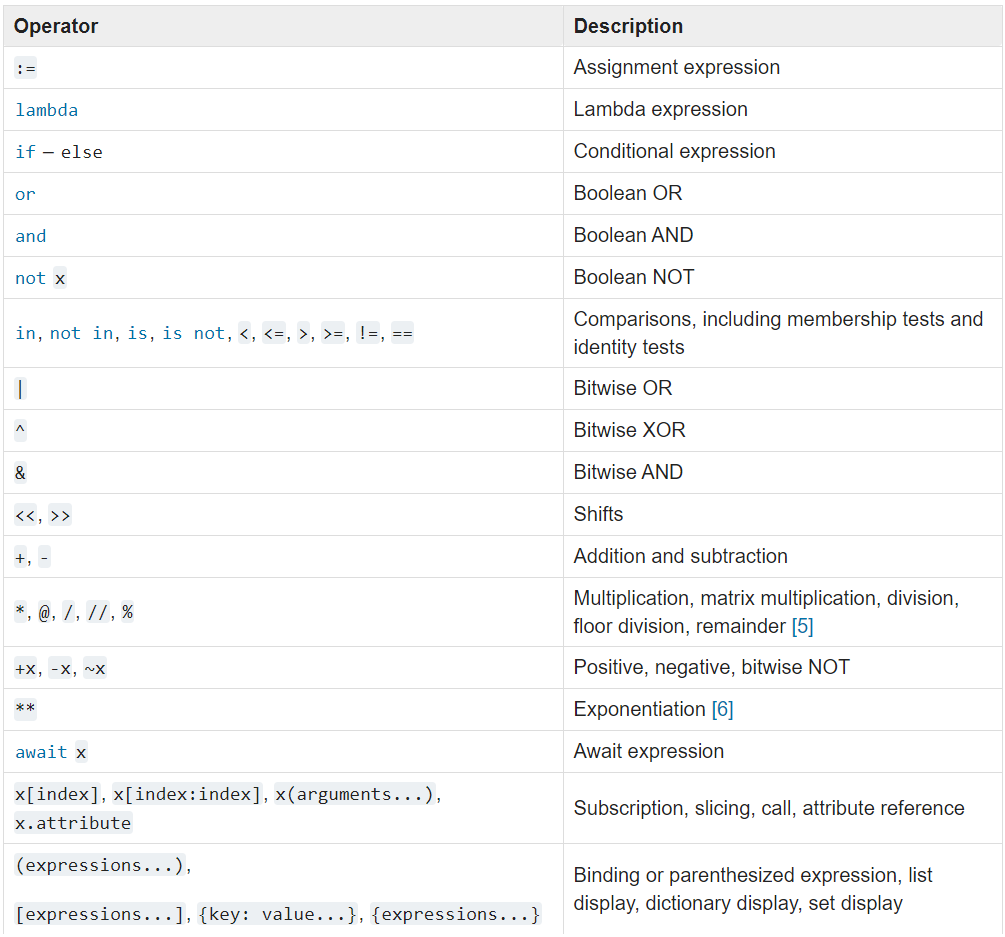 Operator Description
:= Assignment expression
lambda Lambda expression
if – else Conditional expression
or Boolean OR
and Boolean AND
not x Boolean NOT
in, not in, is, is not, <, <=, >, >=, !=, == Comparisons, including membership tests and
identity tests
| Bitwise OR
^ Bitwise XOR
& Bitwise AND
<<, >> Shifts
+, - Addition and subtraction
*, @, /, //, % Multiplication, matrix multiplication, division,
floor division, remainder [5]
+x, -x, ~x Positive, negative, bitwise NOT
** Exponentiation [6]
await x Await expression
x[index], x[index:index], x(arguments...),
x.attribute
Subscription, slicing, call, attribute reference
(expressions...),
[expressions...], {key: value...}, {expressions...}
Binding or parenthesized expression, list
display, dictionary display, set display